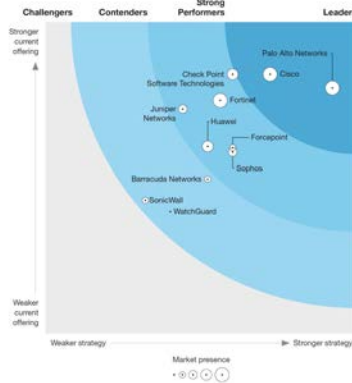 Challengers
Contenders
Strong
Performers
Leader
Stronger
current
offering
Palo Alto Networks
Check Point
Software Technologies
Cisco
Fortinet
Juniper
Networks
Huawei
Forcepoint
Sophos
Barracuda Networks
SonicWall
WatchGuard
Weaker
current
offering
Weaker strategy
Stronger strategy
Market presence